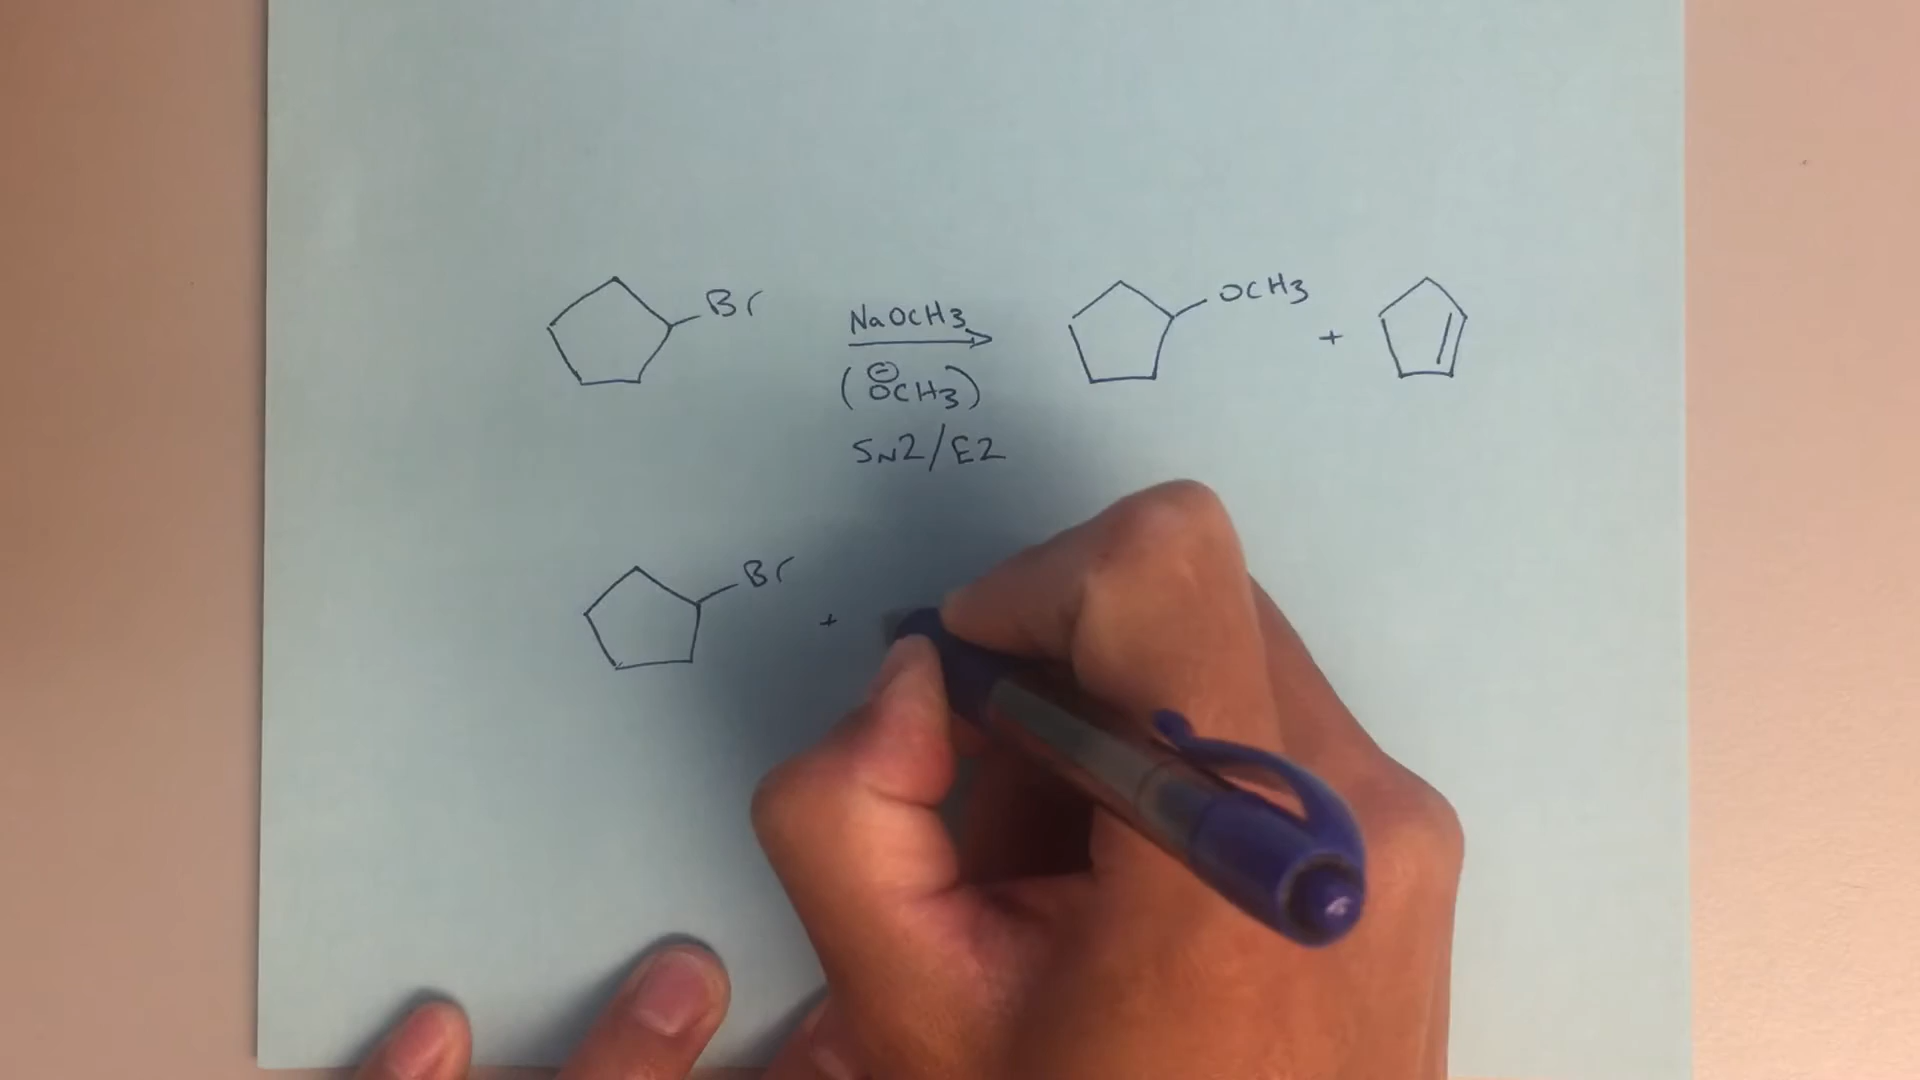 Br
NaOCH3
OCH3
+
(⊖OCH3)
SN2/E2
Br
+